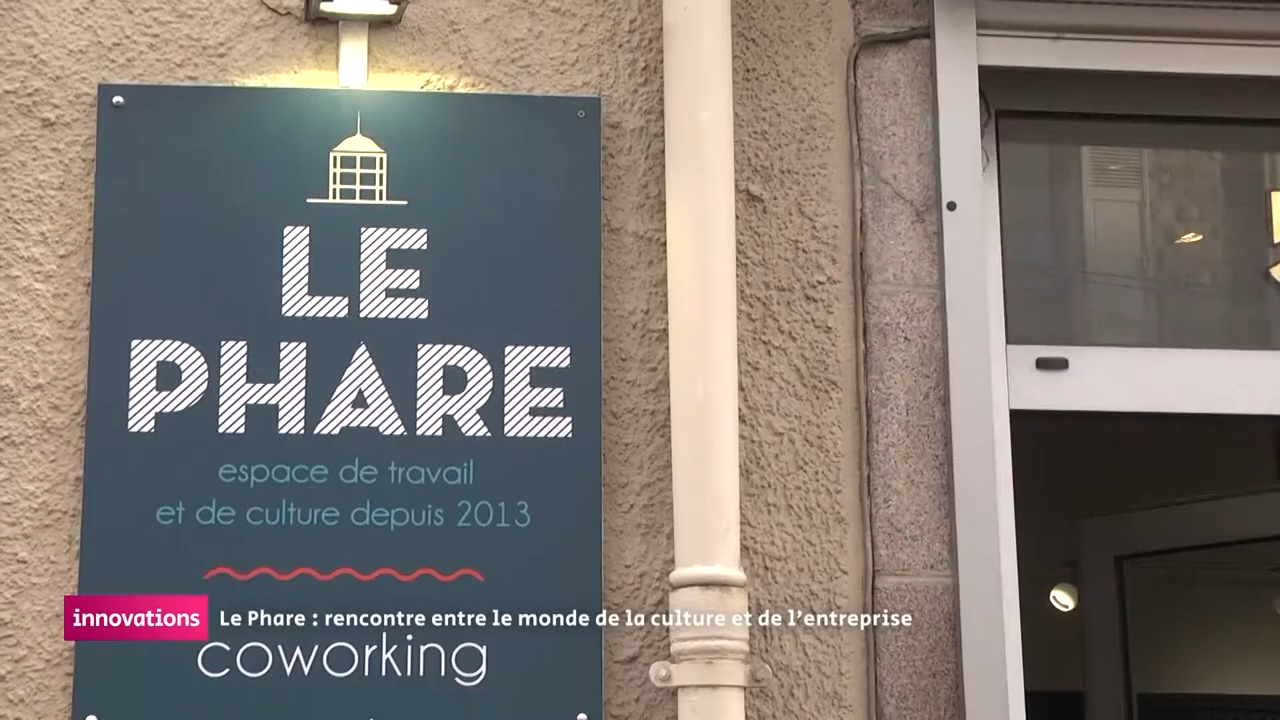 LE
PHARE
espace de travail
et de culture depuis 2013
innovations Le Phare : rencontre entre le monde de la culture et de l'entreprise
coworking